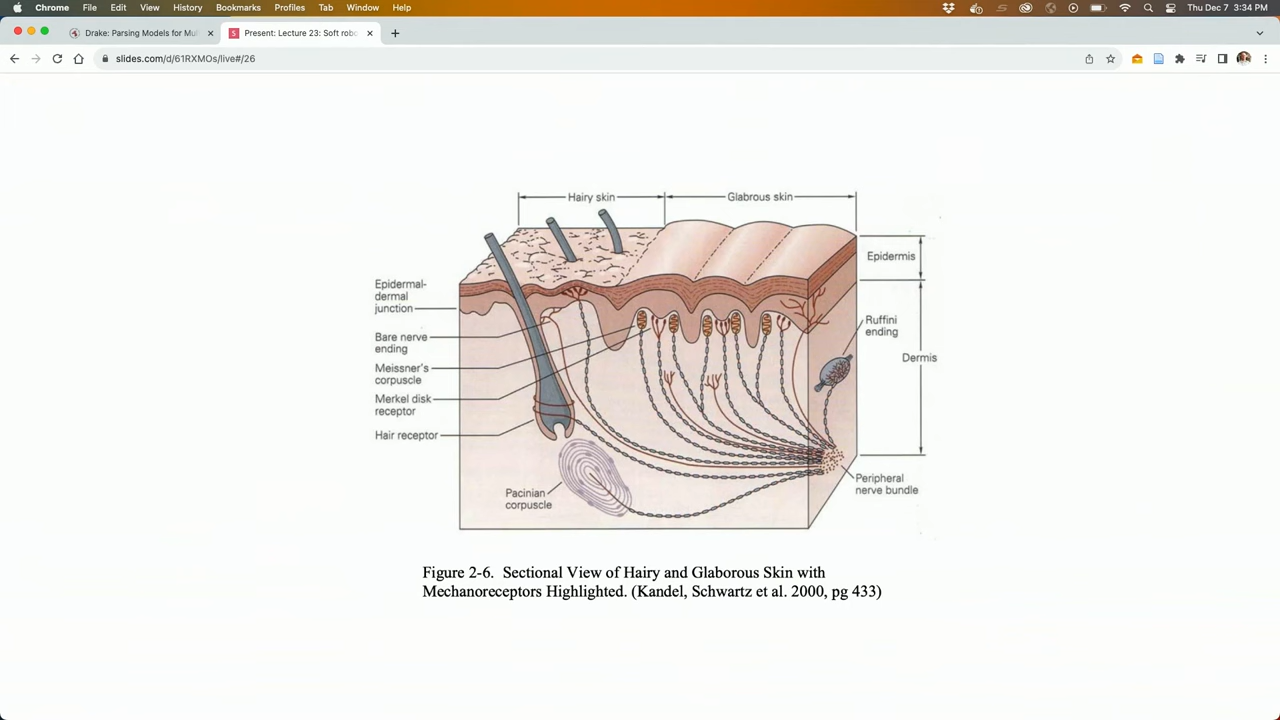 Chrome File Edit View History Bookmarks Profiles Tab Window Help Thu Dec 7 3:34 PM
Drake: Parsing Models for Mul Present: Lecture 23: Soft robo
slides.com/d/61RXMOs/live#/26
Hairy skin
Glabrous skin
Epidermis
Epidermal-
dermal
junction
Ruffini
ending
Bare nerve
ending
Dermis
Meissner's
corpuscle
Merkel disk
receptor
Hair receptor
Pacinian
corpuscle
Peripheral
nerve bundle
Figure 2-6. Sectional View of Hairy and Glaborous Skin with
Mechanoreceptors Highlighted. (Kandel, Schwartz et al. 2000, pg 433)